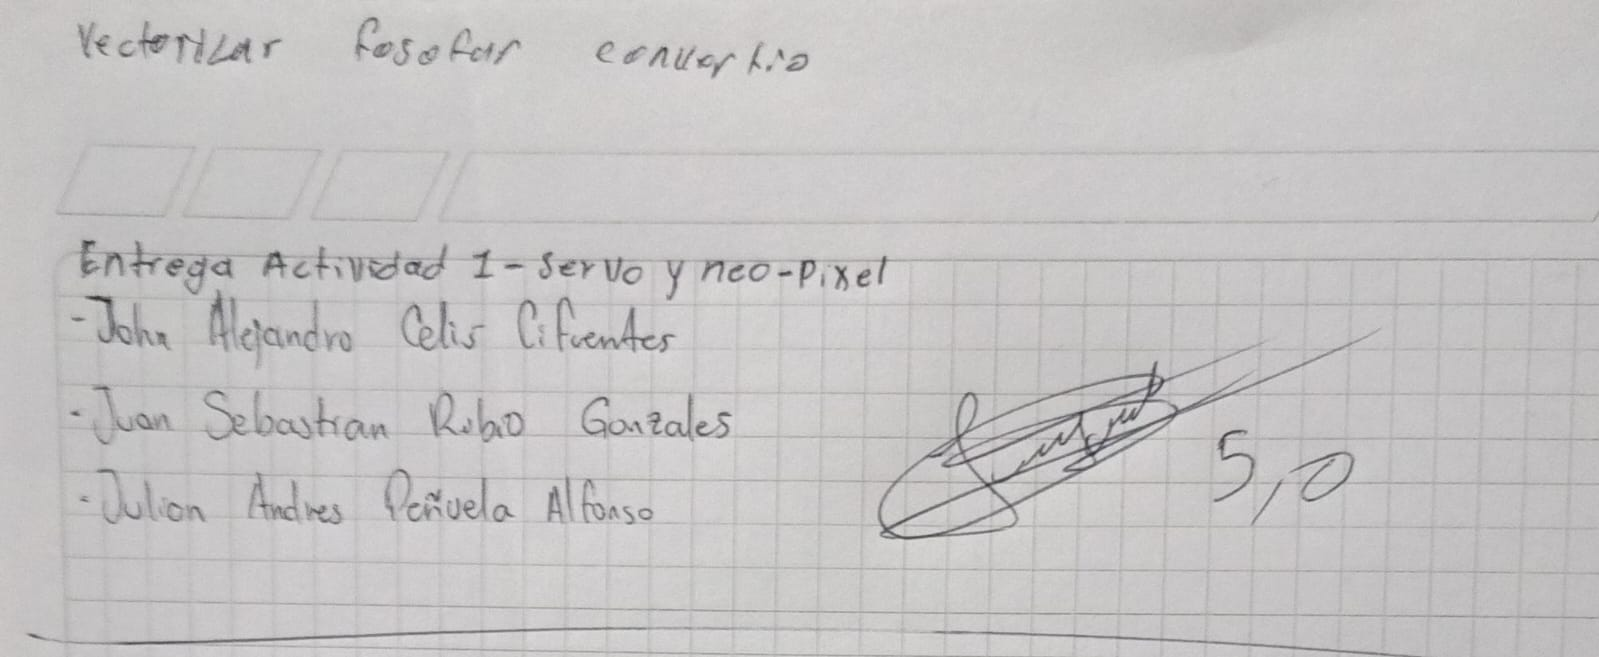 Vectorizar fosofar convertio
Entrega Actividad 1 - Servo y neo-pixel
- John Alejandro Celis Cifuentes
- Juan Sebastian Rubio Gonzales
- Julian Andres Peñuela Alfonso
5,0